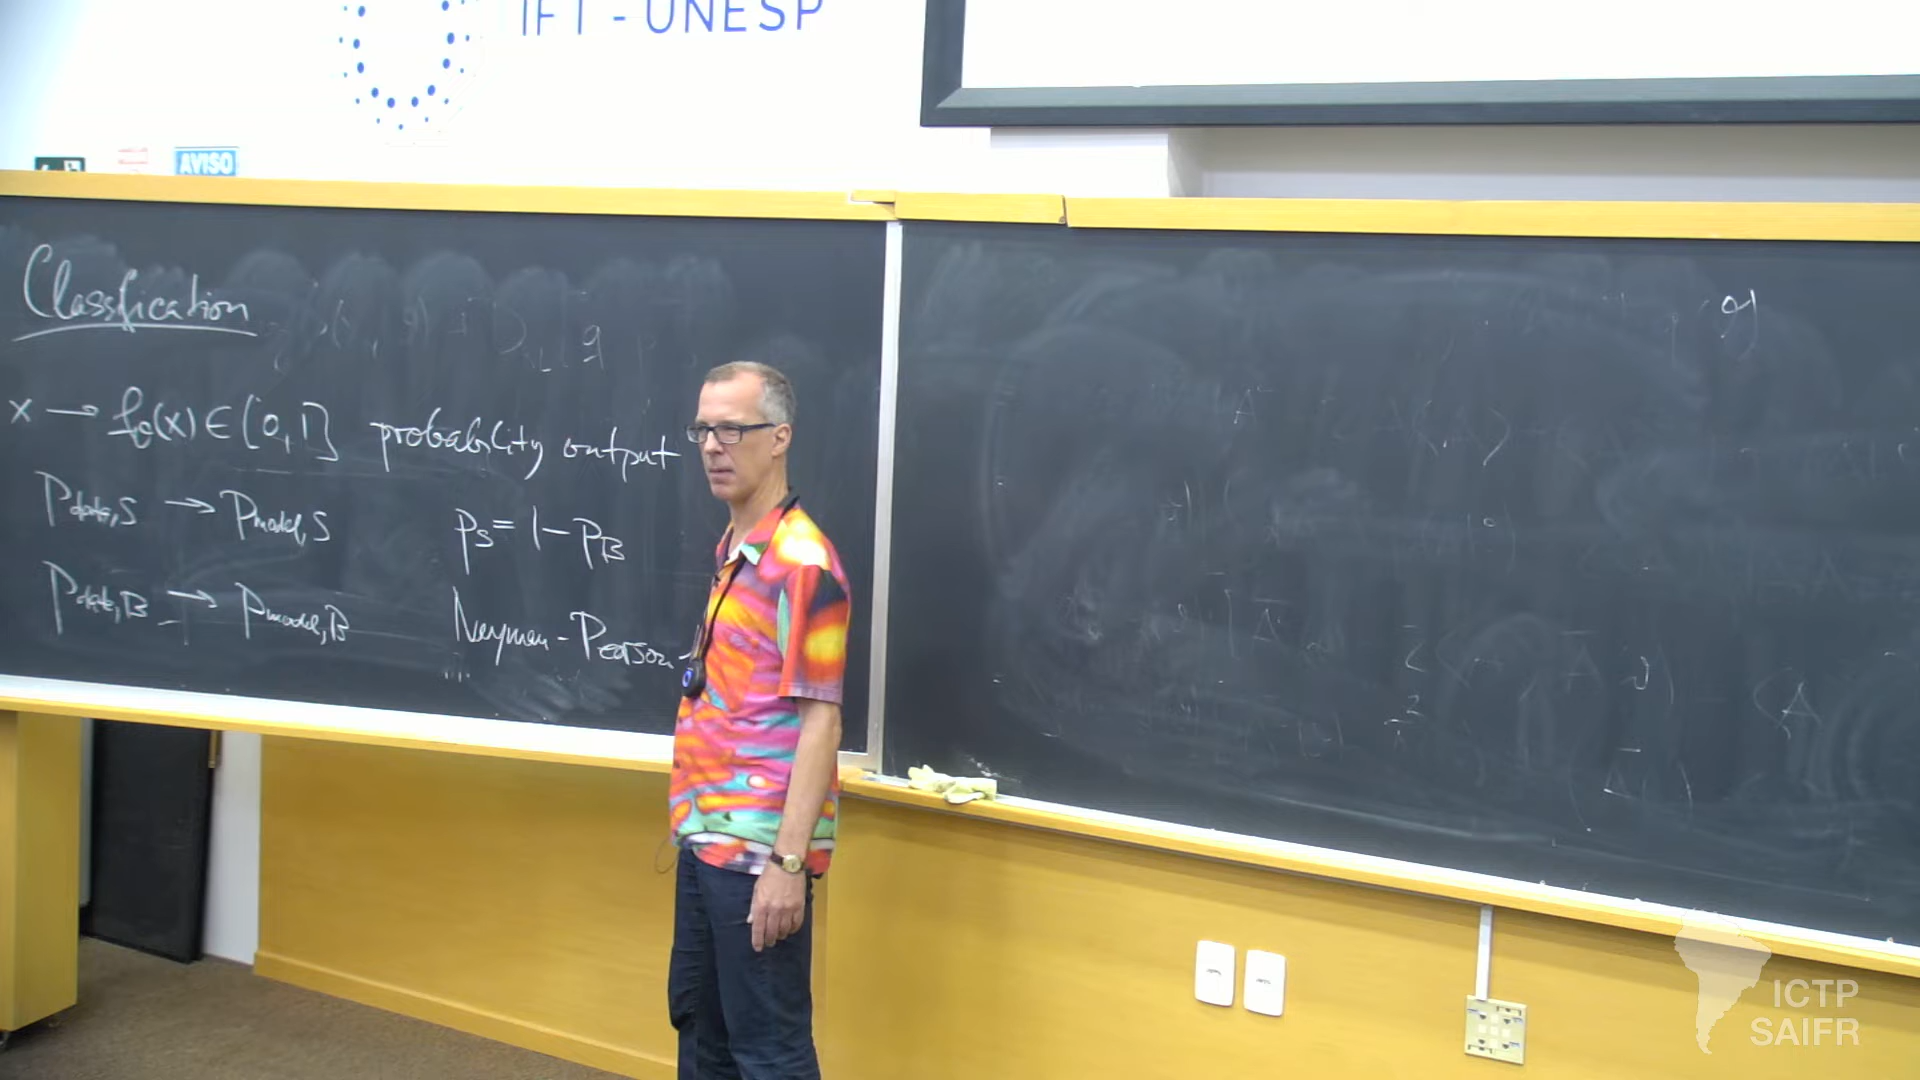 IFT - UNESP
AVISO
Classfication
x → fθ(x) ∈ [0,1] probability output
Pdata,S → Pmodel,S
ps = 1 - pB
Pdata,B → Pmodel,B
Neyman - Pearson
ICTP
SAIFR